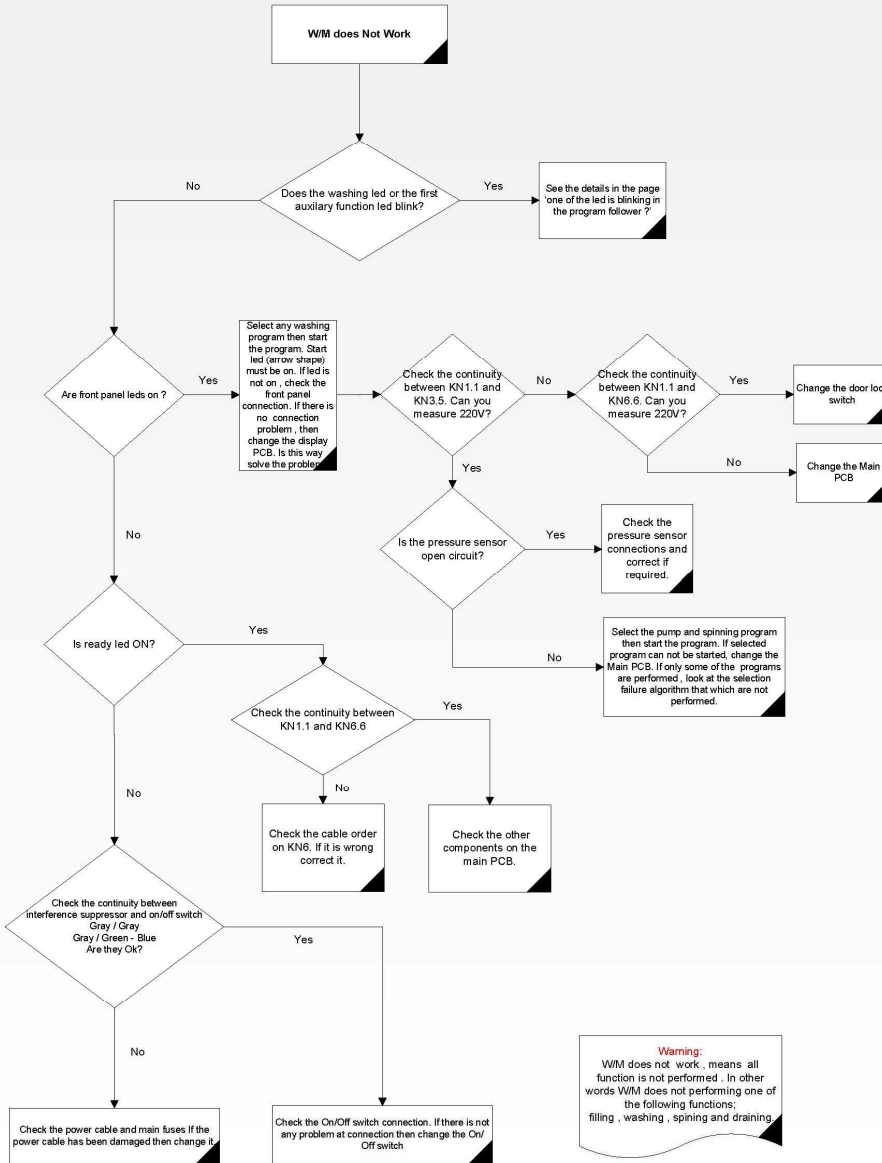 W/M does Not Work
No
Does the washing led or the first
auxilary function led blink?
Yes
See the details in the page
'one of the led is blinking in
the program follower ?'
Are front panel leds on ?
Yes
Select any washing
program then start
the program. Start
led (arrow shape)
must be on. If led is
not on , check the
front panel
connection. If there is
no connection
problem , then
change the display
PCB. Is this way
solve the proble
Check the continuity
between KN1.1 and
KN3.5. Can you
measure 220V?
No
Check the continuity
between KN1.1 and
KN6.6. Can you
measure 220V?
Yes
Change the door loc
switch
No
Change the Main
PCB
Yes
No
Is the pressure sensor
open circuit?
Yes
Check the
pressure sensor
connections and
correct if
required.
No
Select the pump and spinning program
then start the program. If selected
program can not be started, change the
Main PCB. If only some of the programs
are performed , look at the selection
failure algorithm that which are not
performed.
Is ready led ON?
Yes
Check the continuity between
KN1.1 and KN6.6
Yes
No
No
Check the cable order
on KN6. If it is wrong
correct it.
Check the other
components on the
main PCB.
Check the continuity between
interference suppressor and on/off switch
Gray / Gray
Gray / Green - Blue
Are they Ok?
Yes
No
Check the power cable and main fuses If the
power cable has been damaged then change it
Check the On/Off switch connection. If there is not
any problem at connection then change the On/
Off switch
Warning:
W/M does not work , means all
function is not performed . In other
words W/M does not performing one of
the following functions;
filling , washing , spining and draining.